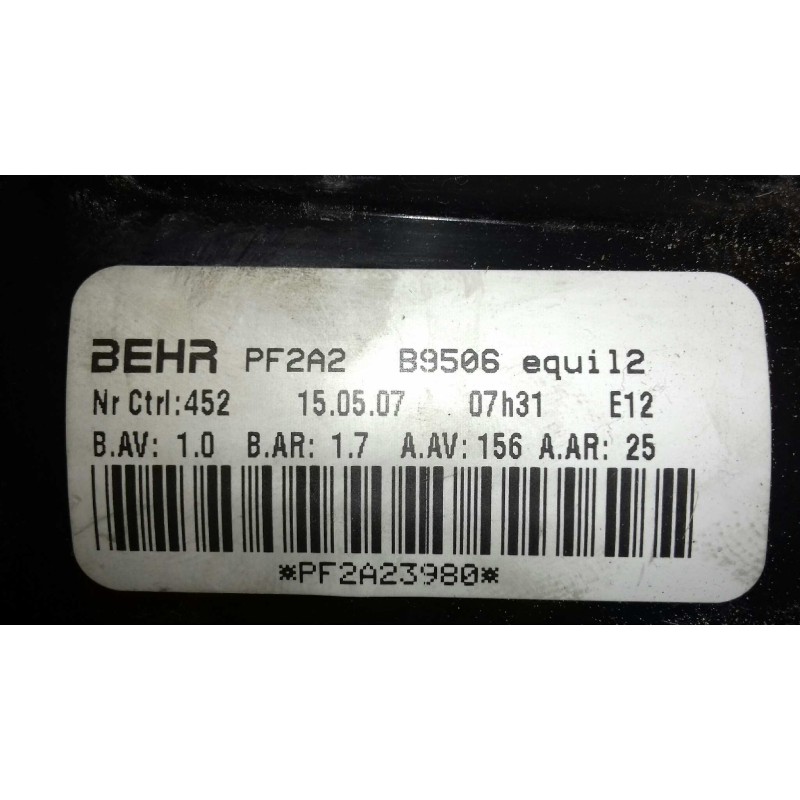 BEHR PF2A2 B9506 equil2
Nr Ctrl:452 15.05.07 07h31 E12
B.AV: 1.0 B.AR: 1.7 A.AV: 156 A.AR: 25
*PF2A23980*